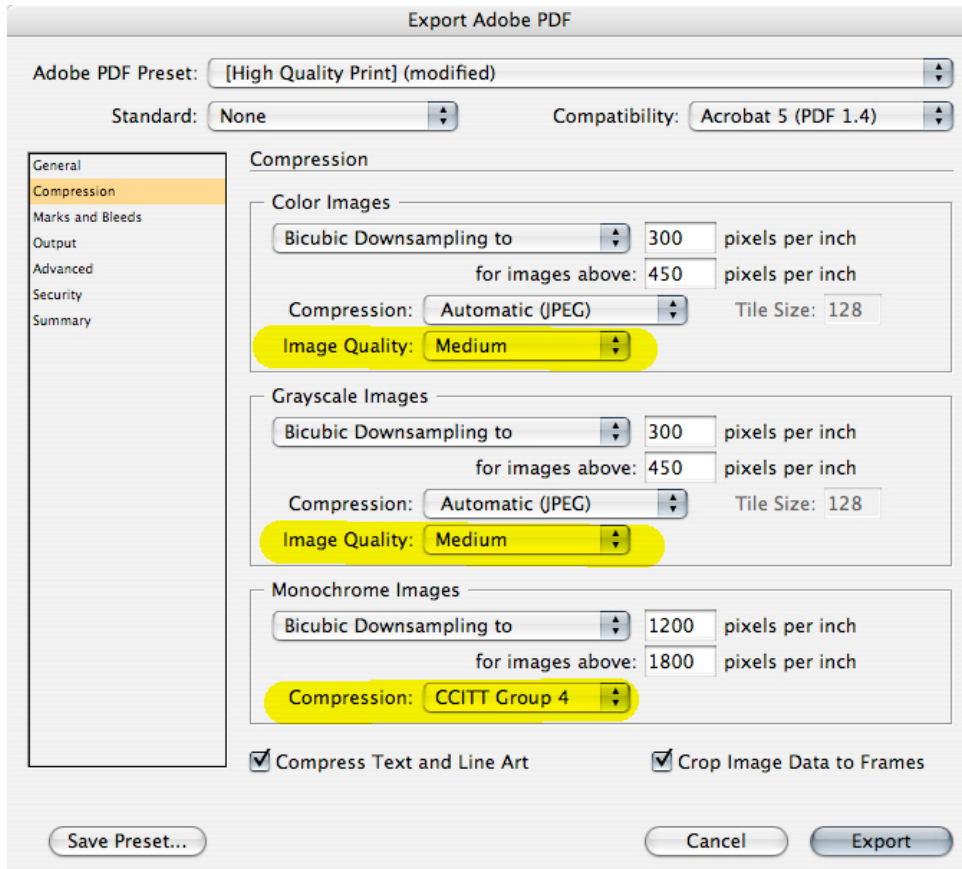 Export Adobe PDF
Adobe PDF Preset: [High Quality Print] (modified)
Standard: None Compatibility: Acrobat 5 (PDF 1.4)
General
Compression
Marks and Bleeds
Output
Advanced
Security
Summary
Compression
Color Images
Bicubic Downsampling to 300 pixels per inch
for images above: 450 pixels per inch
Compression: Automatic (JPEG) Tile Size: 128
Image Quality: Medium
Grayscale Images
Bicubic Downsampling to 300 pixels per inch
for images above: 450 pixels per inch
Compression: Automatic (JPEG) Tile Size: 128
Image Quality: Medium
Monochrome Images
Bicubic Downsampling to 1200 pixels per inch
for images above: 1800 pixels per inch
Compression: CCITT Group 4
Compress Text and Line Art Crop Image Data to Frames
Save Preset... Cancel Export